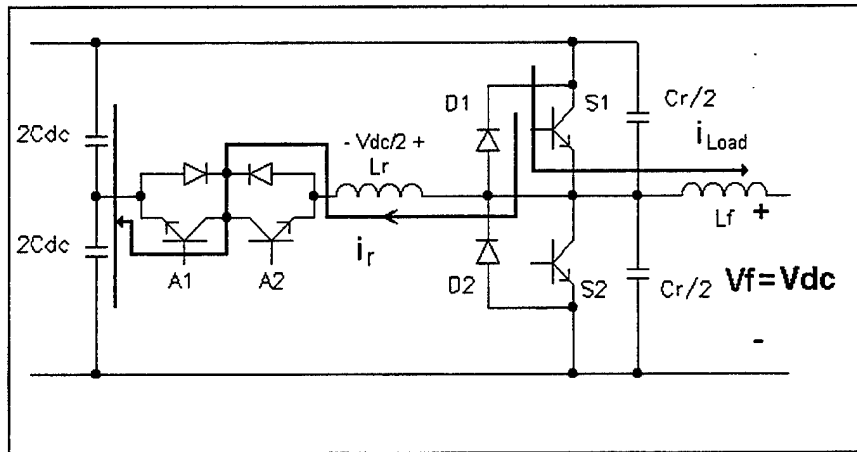 2Cdc
2Cdc
A1
A2
- Vdc/2 +
Lr
ir
D1
D2
S1
S2
Cr/2
iLoad
Lf
+
Cr/2
Vf=Vdc
-